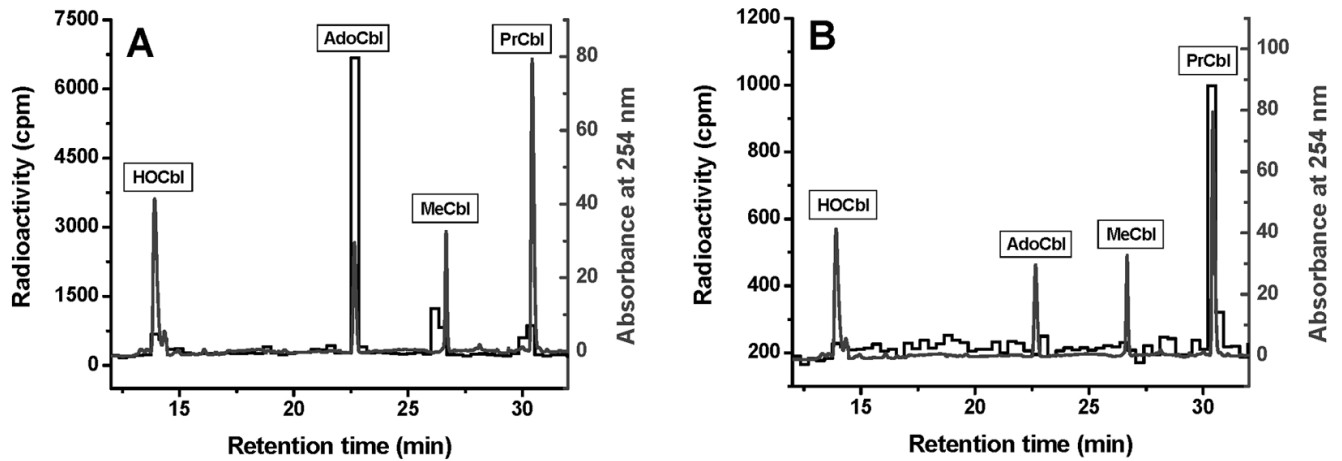 A
Radioactivity (cpm)
7500
6000
4500
3000
1500
0
HOCbl
AdoCbl
MeCbl
PrCbl
80
60
40
20
0
Absorbance at 254 nm
15 20 25 30
Retention time (min)
B
Radioactivity (cpm)
1200
1000
800
600
400
200
HOCbl
AdoCbl
MeCbl
PrCbl
100
80
60
40
20
0
Absorbance at 254 nm
15 20 25 30
Retention time (min)